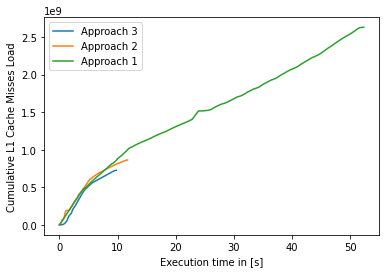 1e9
Approach 3
Approach 2
Approach 1
Cumulative L1 Cache Misses Load
2.5
2.0
1.5
1.0
0.5
0.0
0 10 20 30 40 50
Execution time in [s]